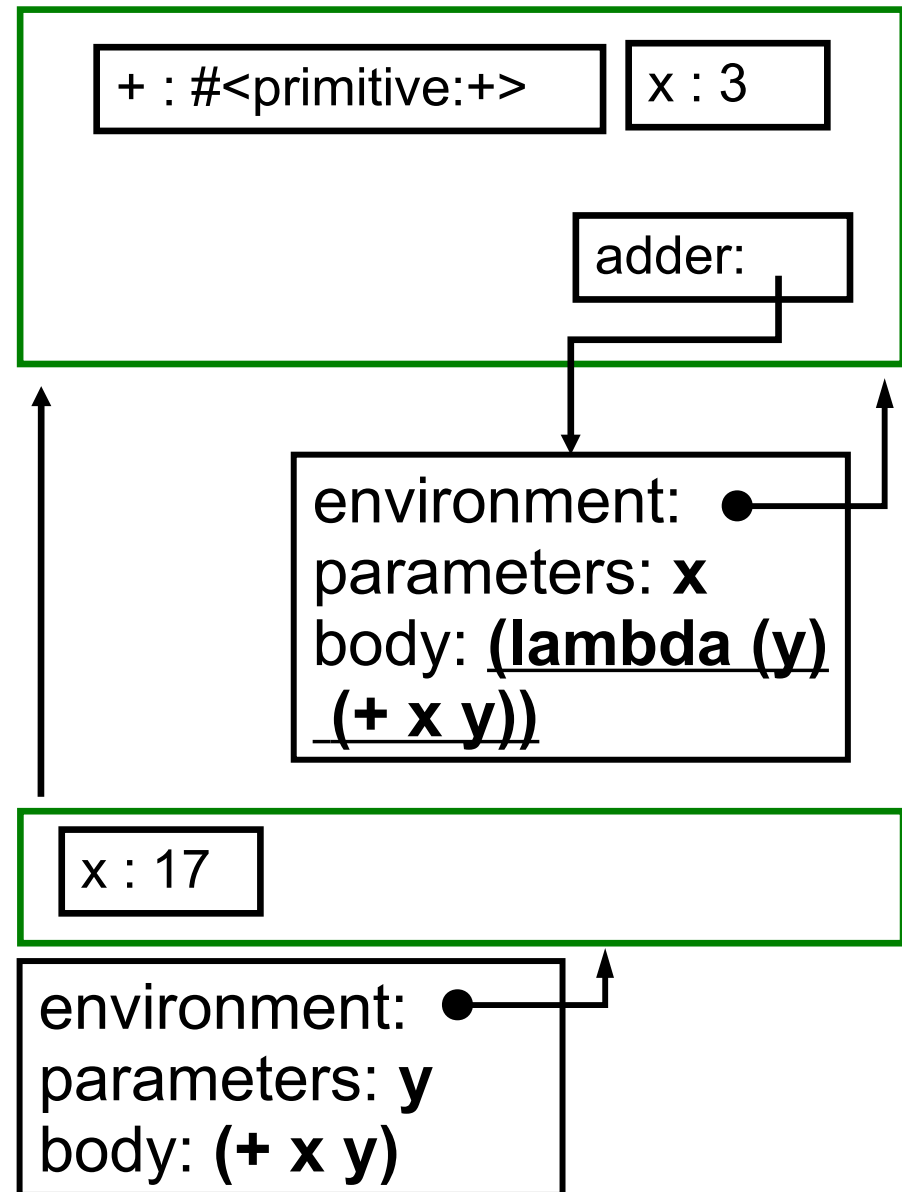 + : #<primitive:+>
x : 3
adder:
environment:
parameters: x
body: (lambda (y)
(+ x y))
x : 17
environment:
parameters: y
body: (+ x y)